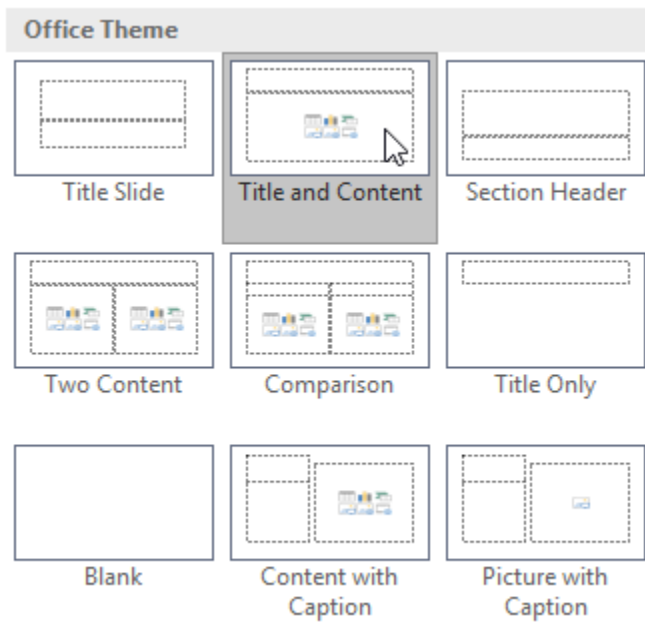 Office Theme
Title Slide
Title and Content
Section Header
Two Content
Comparison
Title Only
Blank
Content with
Caption
Picture with
Caption